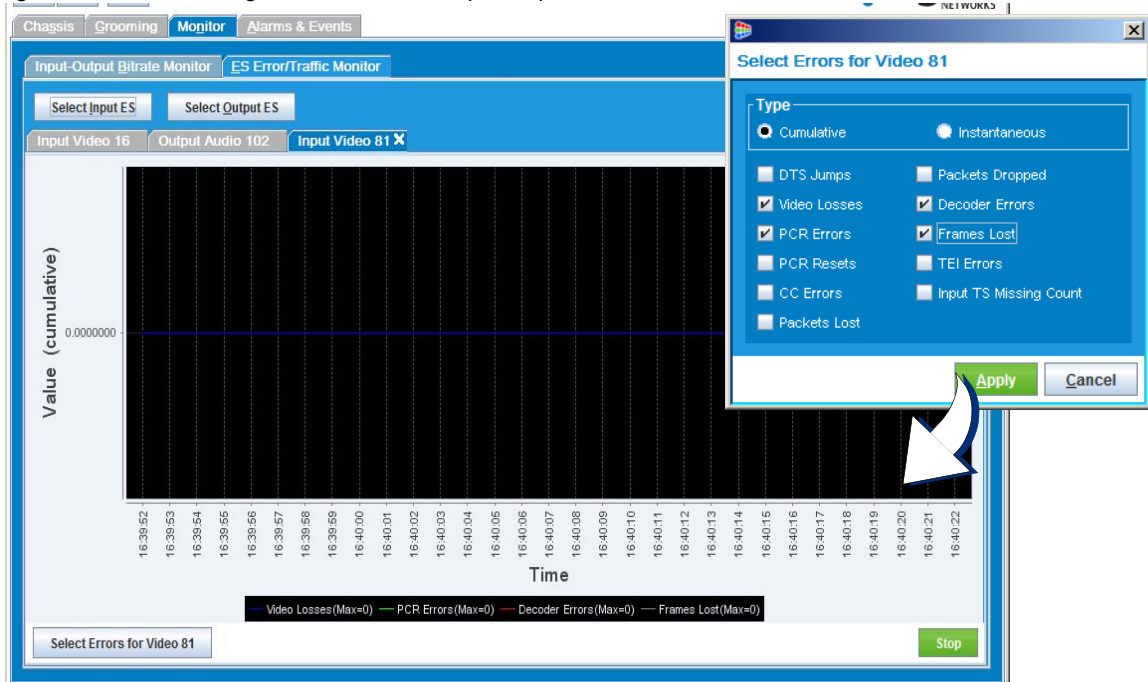 NETWORKS
Chassis Grooming Monitor Alarms & Events
Input-Output Bitrate Monitor ES Error/Traffic Monitor
Select Input ES Select Output ES
Input Video 16 Output Audio 102 Input Video 81 X
Value (cumulative)
0.0000000
16:39:52 16:39:53 16:39:54 16:39:55 16:39:56 16:39:57 16:39:58 16:39:59 16:40:00 16:40:01 16:40:02 16:40:03 16:40:04 16:40:05 16:40:06 16:40:07 16:40:08 16:40:09 16:40:10 16:40:11 16:40:12 16:40:13 16:40:14 16:40:15 16:40:16 16:40:17 16:40:18 16:40:19 16:40:20 16:40:21 16:40:22
Time
Video Losses(Max=0) PCR Errors(Max=0) Decoder Errors(Max=0) Frames Lost(Max=0)
Select Errors for Video 81 Stop
Select Errors for Video 81
Type
Cumulative Instantaneous
DTS Jumps Packets Dropped
Video Losses Decoder Errors
PCR Errors Frames Lost
PCR Resets TEI Errors
CC Errors Input TS Missing Count
Packets Lost
Apply Cancel